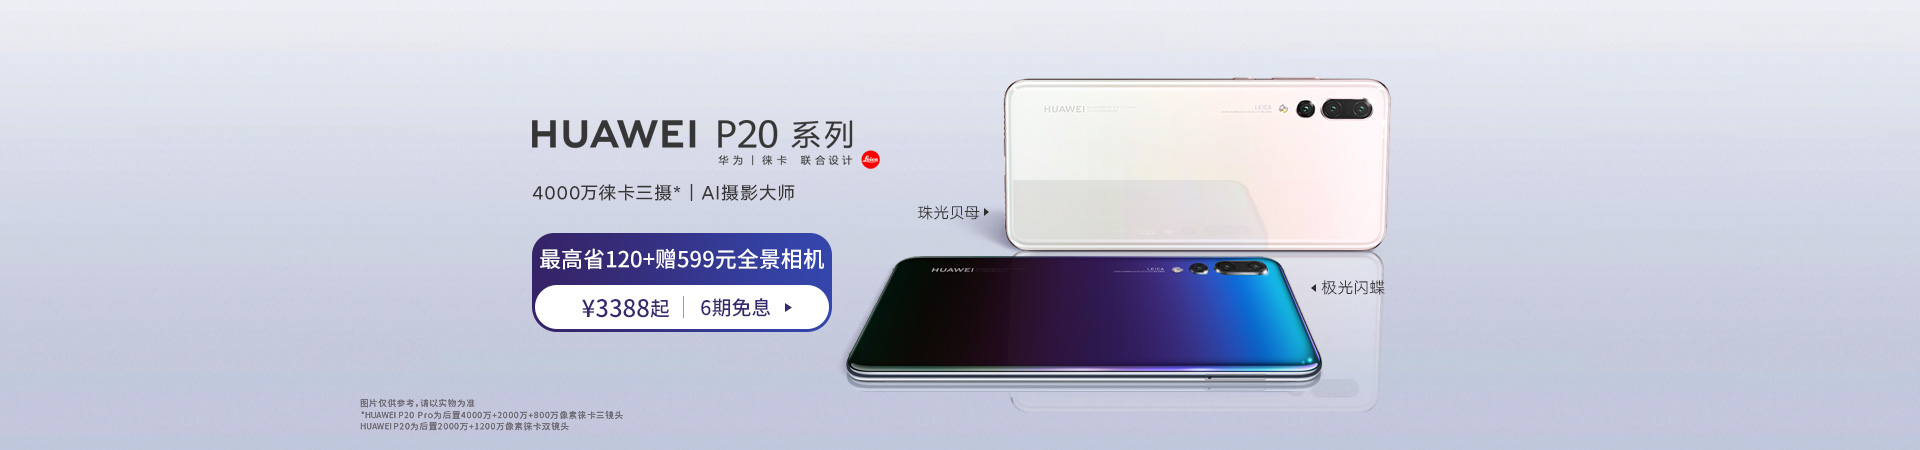 HUAWEI P20 系列
华为 | 徕卡 联合设计 Leica
4000万徕卡三摄* | AI摄影大师
最高省120+赠599元全景相机
¥3388起 | 6期免息
珠光贝母
极光闪蝶
HUAWEI
LEICA
HUAWEI
LEICA
图片仅供参考，请以实物为准
*HUAWEI P20 Pro为后置4000万+2000万+800万像素徕卡三镜头
HUAWEI P20为后置2000万+1200万像素徕卡双镜头